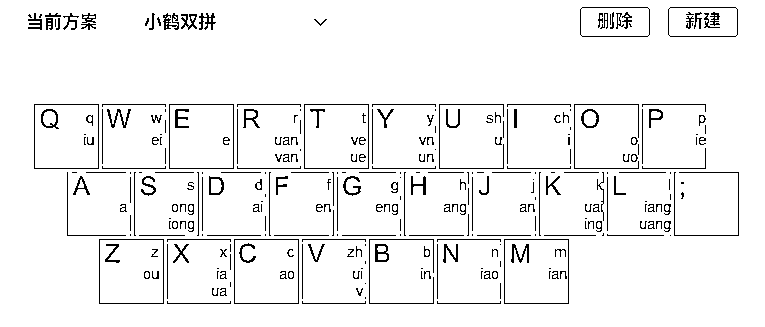 当前方案 小鹤双拼 删除 新建
Q q W w E R r T t Y y U sh I ch O P p
iu ei e uan ve vn u i o ie
van ue un uo
A S s D d F f G g H h J j K k L l ;
a ong ai en eng ang an uai iang
iong ing uang
Z z X x C c V zh B b N n M m
ou ia ao ui in iao ian
ua v